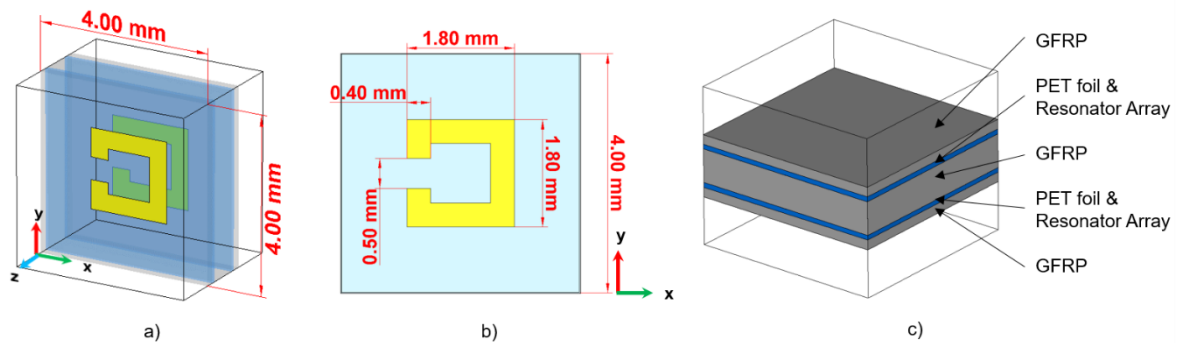 4.00 mm
4.00 mm
y
x
z
a)
1.80 mm
0.40 mm
1.80 mm
4.00 mm
0.50 mm
y
x
b)
GFRP
PET foil &
Resonator Array
GFRP
PET foil &
Resonator Array
GFRP
c)